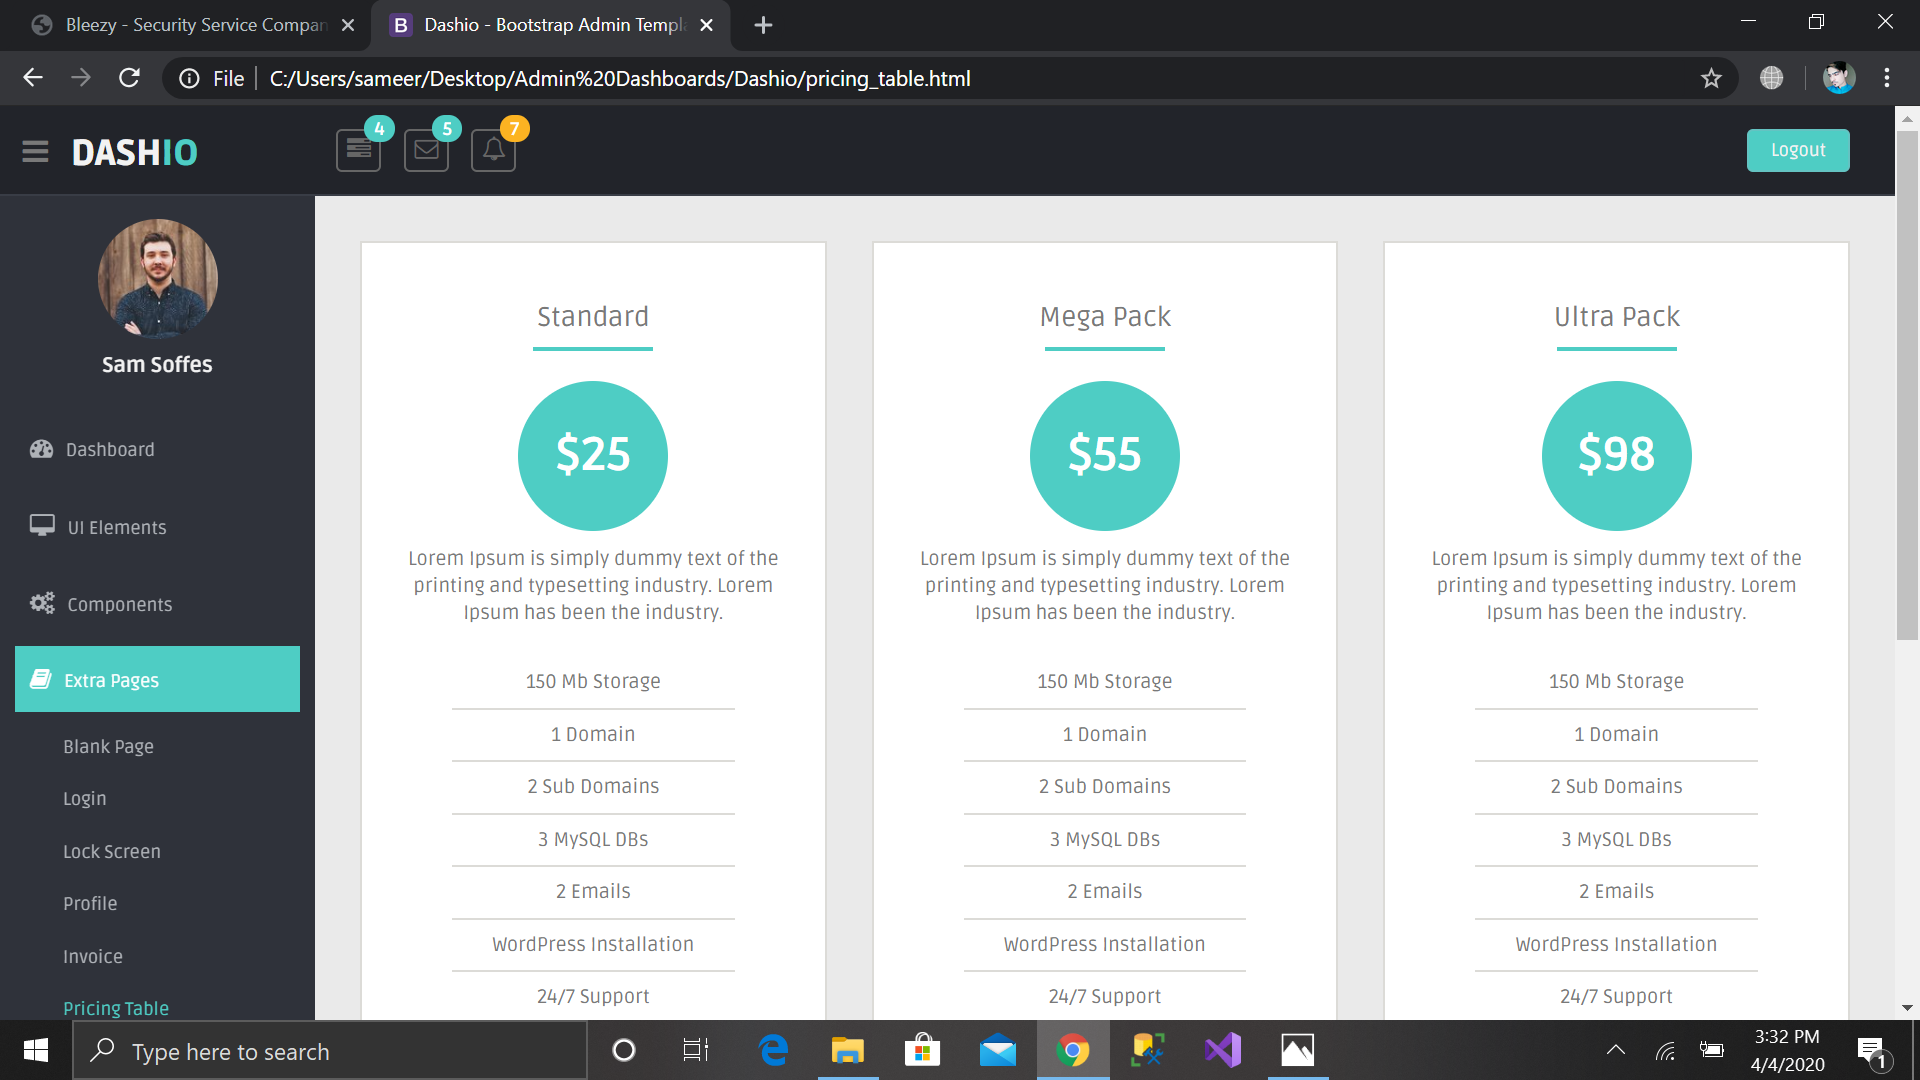 Bleezy - Security Service Compan
Dashio - Bootstrap Admin Templa
File
C:/Users/sameer/Desktop/Admin%20Dashboards/Dashio/pricing_table.html
DASHIO
4
5
7
Logout
Sam Soffes
Dashboard
UI Elements
Components
Extra Pages
Blank Page
Login
Lock Screen
Profile
Invoice
Pricing Table
Standard
$25
Lorem Ipsum is simply dummy text of the
printing and typesetting industry. Lorem
Ipsum has been the industry.
150 Mb Storage
1 Domain
2 Sub Domains
3 MySQL DBs
2 Emails
WordPress Installation
24/7 Support
Mega Pack
$55
Lorem Ipsum is simply dummy text of the
printing and typesetting industry. Lorem
Ipsum has been the industry.
150 Mb Storage
1 Domain
2 Sub Domains
3 MySQL DBs
2 Emails
WordPress Installation
24/7 Support
Ultra Pack
$98
Lorem Ipsum is simply dummy text of the
printing and typesetting industry. Lorem
Ipsum has been the industry.
150 Mb Storage
1 Domain
2 Sub Domains
3 MySQL DBs
2 Emails
WordPress Installation
24/7 Support
Type here to search
3:32 PM
4/4/2020
1